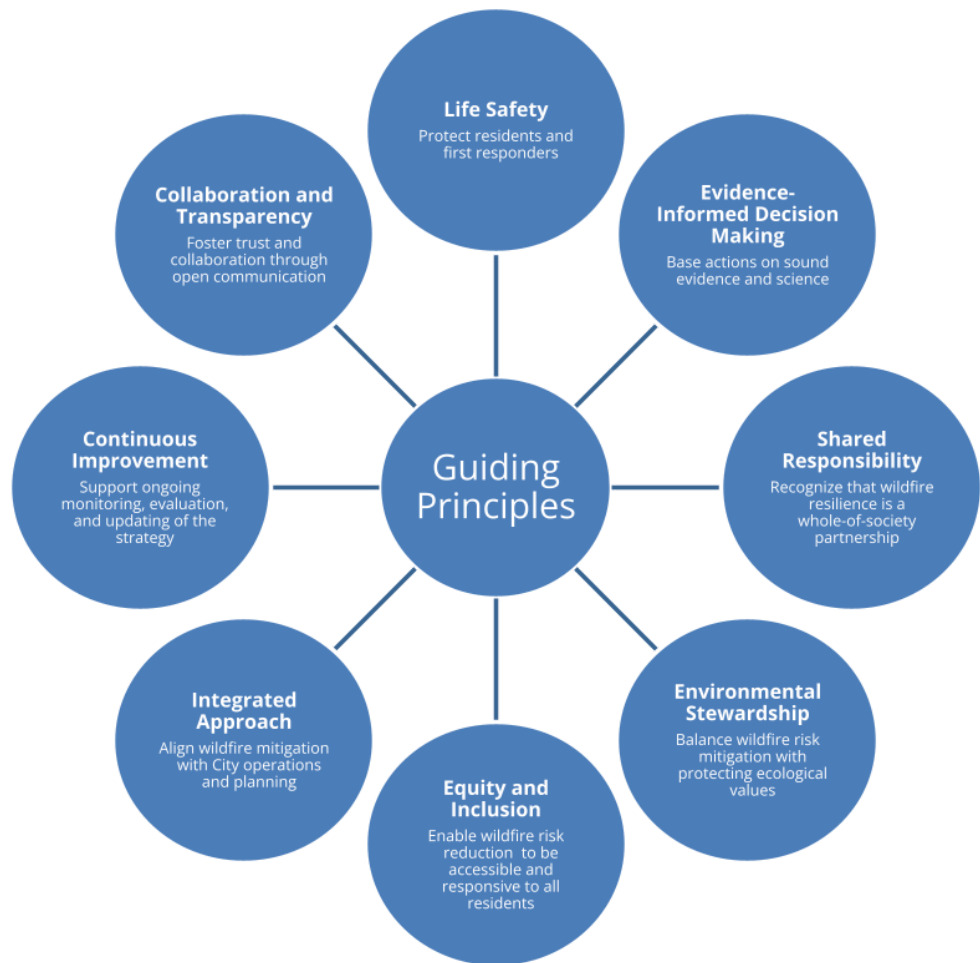 Life Safety
Protect residents and
first responders
Evidence-
Informed Decision
Making
Base actions on sound
evidence and science
Shared
Responsibility
Recognize that wildfire
resilience is a
whole-of-society
partnership
Environmental
Stewardship
Balance wildfire risk
mitigation with
protecting ecological
values
Equity and
Inclusion
Enable wildfire risk
reduction to be
accessible and
responsive to all
residents
Integrated
Approach
Align wildfire mitigation
with City operations
and planning
Continuous
Improvement
Support ongoing
monitoring, evaluation,
and updating of the
strategy
Collaboration and
Transparency
Foster trust and
collaboration through
open communication
Guiding
Principles